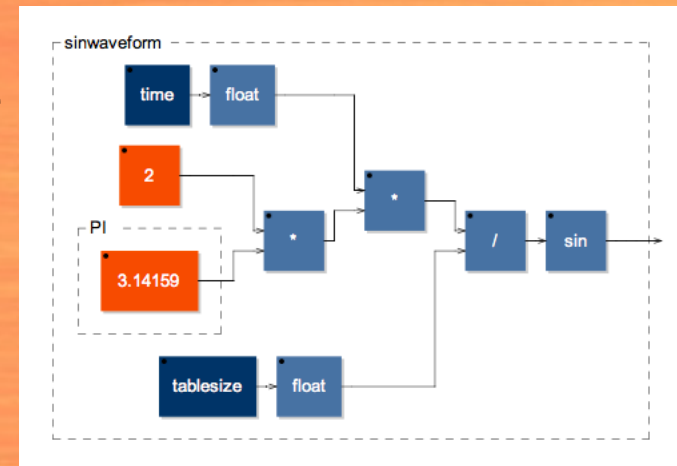 sinwaveform
time
float
2
*
PI
3.14159
*
/
sin
tablesize
float